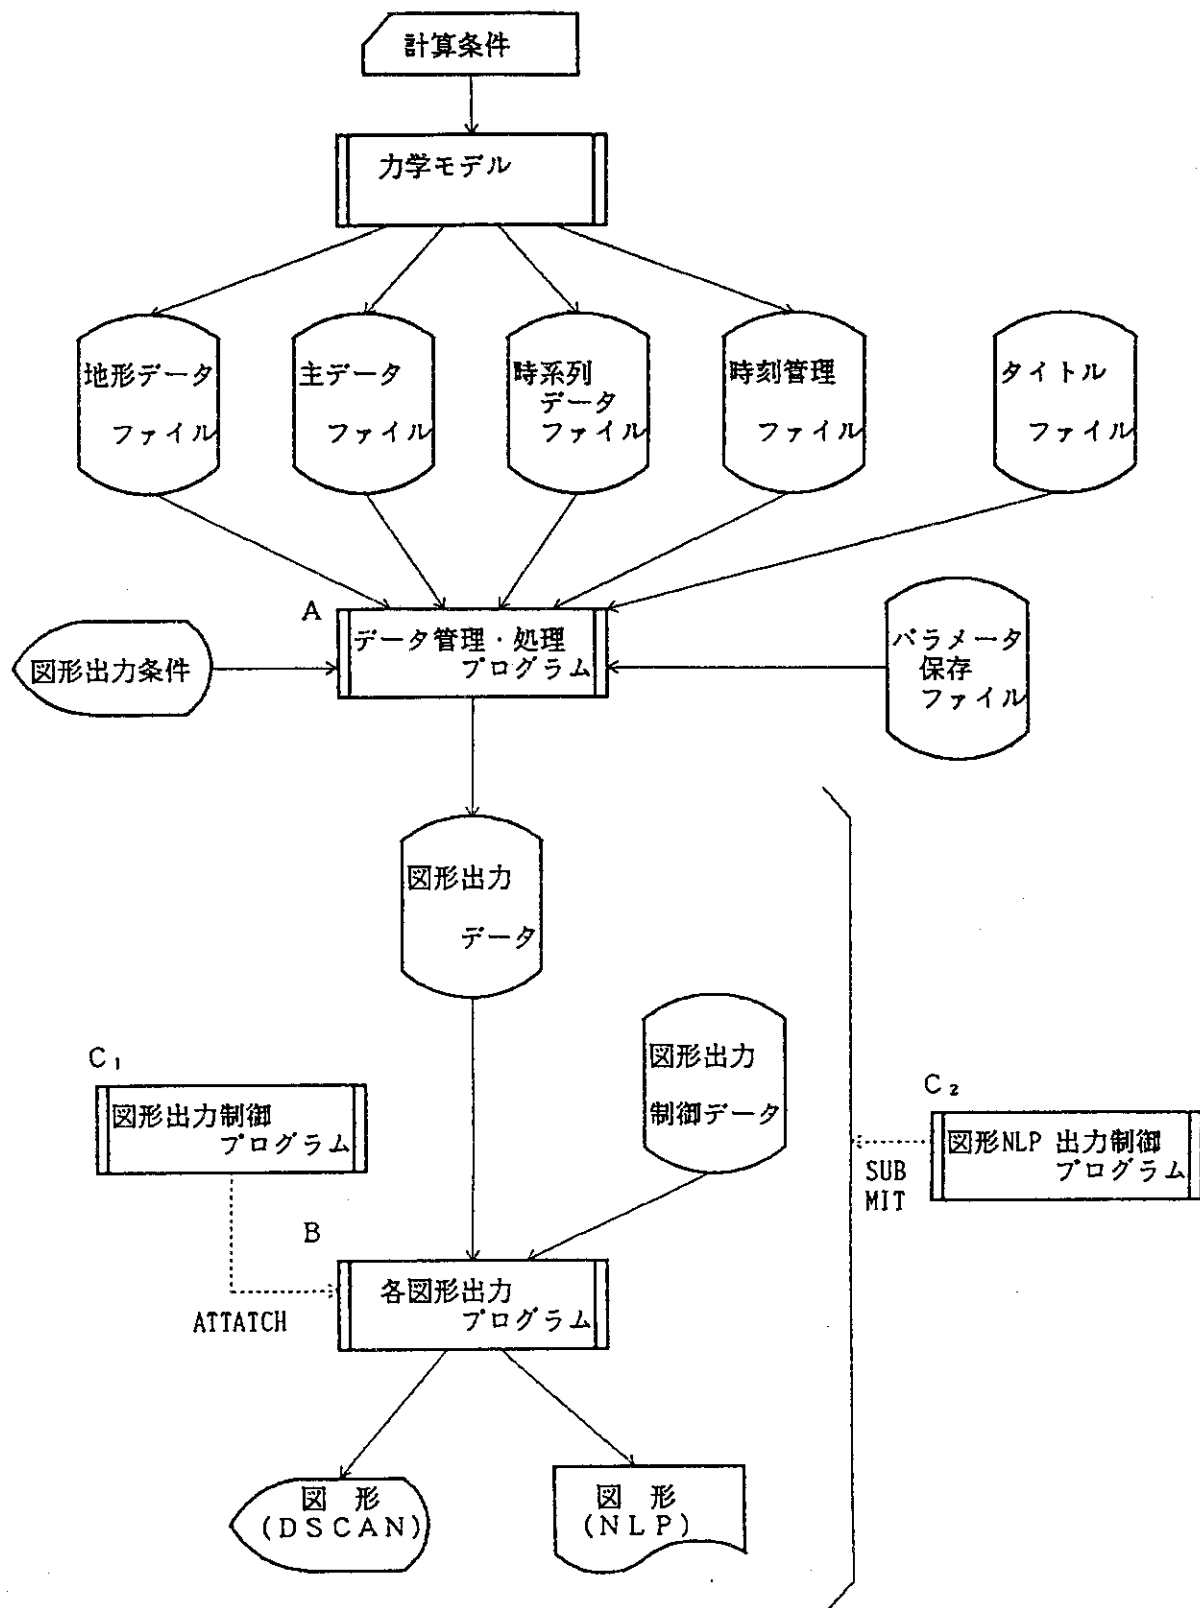 計算条件
力学モデル
地形データ
ファイル
主データ
ファイル
時系列
データ
ファイル
時刻管理
ファイル
タイトル
ファイル
A
データ管理・処理
プログラム
図形出力条件
パラメータ
保存
ファイル
図形出力
データ
図形出力
制御データ
C₁
図形出力制御
プログラム
C₂
図形NLP 出力制御
プログラム
SUB
MIT
B
各図形出力
プログラム
ATTATCH
図 形
(DSCAN)
図 形
(NLP)